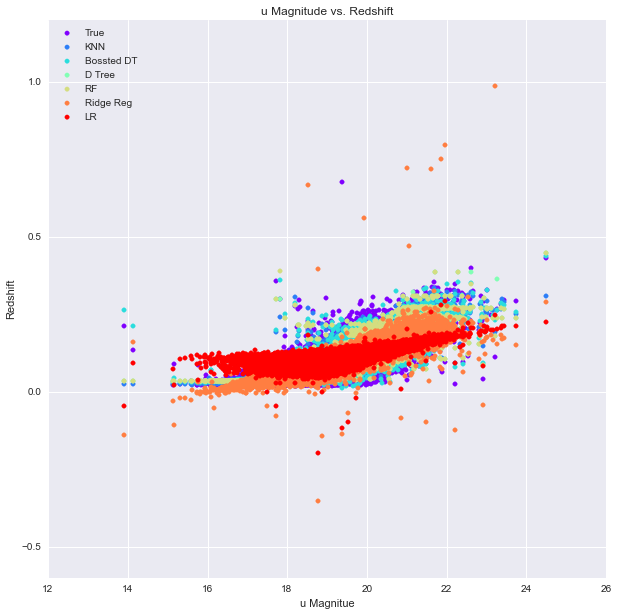 u Magnitude vs. Redshift
True
KNN
Bossted DT
D Tree
RF
Ridge Reg
LR
1.0
0.5
0.0
−0.5
Redshift
12 14 16 18 20 22 24 26
u Magnitue